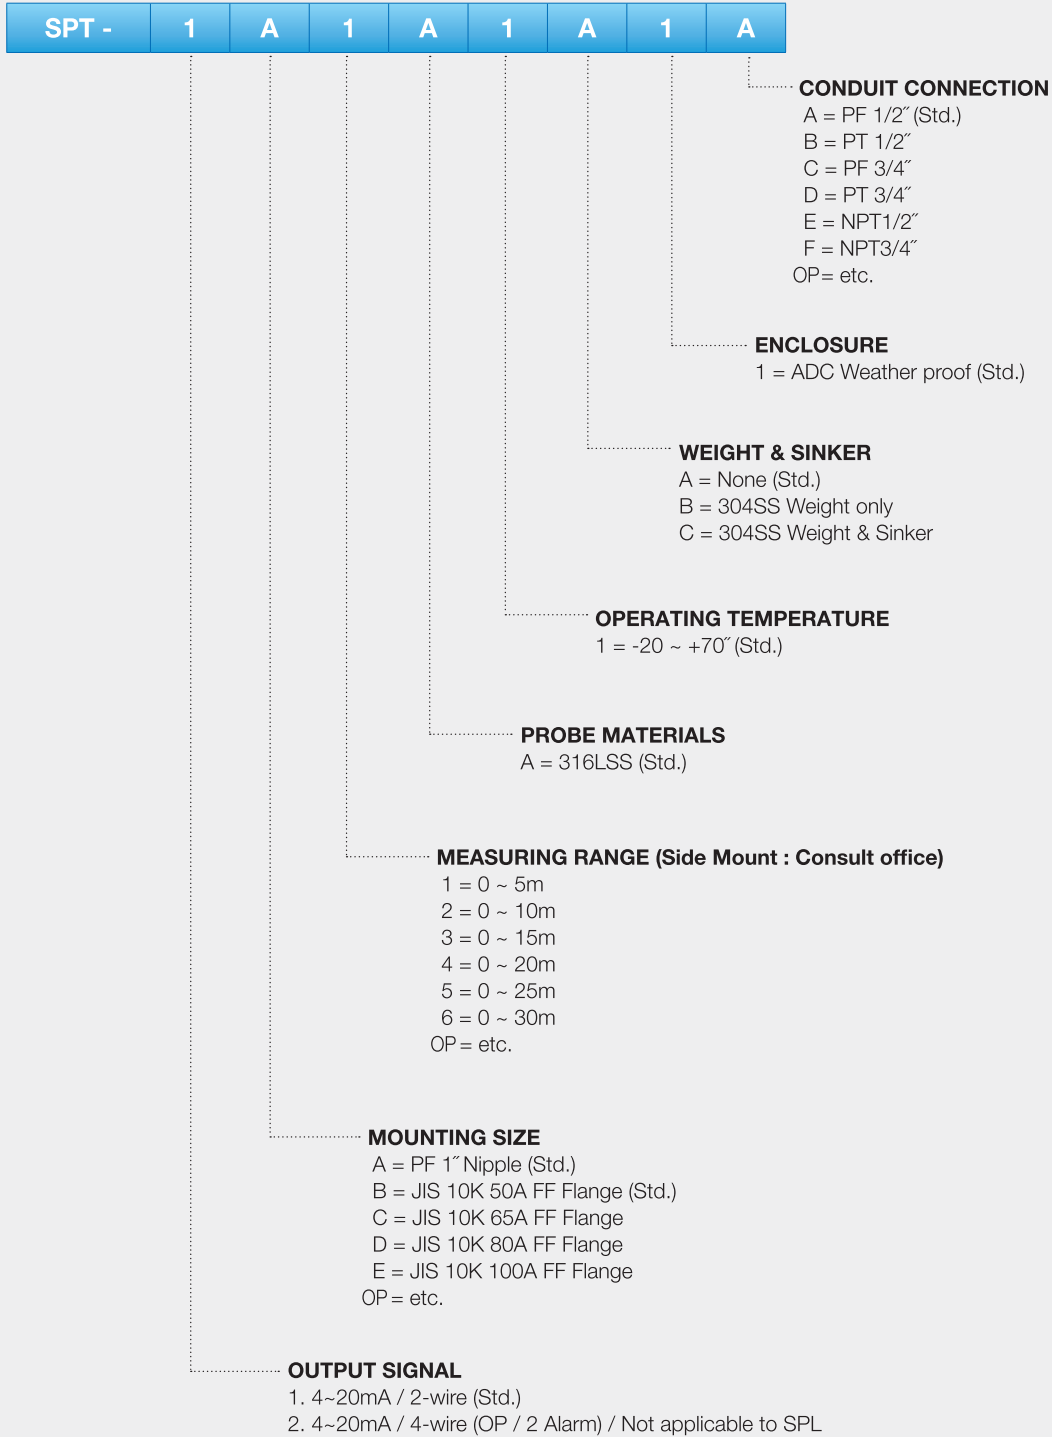 SPT - 1 A 1 A 1 A 1 A
CONDUIT CONNECTION
A = PF 1/2˝ (Std.)
B = PT 1/2˝
C = PF 3/4˝
D = PT 3/4˝
E = NPT1/2˝
F = NPT3/4˝
OP= etc.
ENCLOSURE
1 = ADC Weather proof (Std.)
WEIGHT & SINKER
A = None (Std.)
B = 304SS Weight only
C = 304SS Weight & Sinker
OPERATING TEMPERATURE
1 = -20 ~ +70˝ (Std.)
PROBE MATERIALS
A = 316LSS (Std.)
MEASURING RANGE (Side Mount : Consult office)
1 = 0 ~ 5m
2 = 0 ~ 10m
3 = 0 ~ 15m
4 = 0 ~ 20m
5 = 0 ~ 25m
6 = 0 ~ 30m
OP = etc.
MOUNTING SIZE
A = PF 1˝ Nipple (Std.)
B = JIS 10K 50A FF Flange (Std.)
C = JIS 10K 65A FF Flange
D = JIS 10K 80A FF Flange
E = JIS 10K 100A FF Flange
OP = etc.
OUTPUT SIGNAL
1. 4~20mA / 2-wire (Std.)
2. 4~20mA / 4-wire (OP / 2 Alarm) / Not applicable to SPL